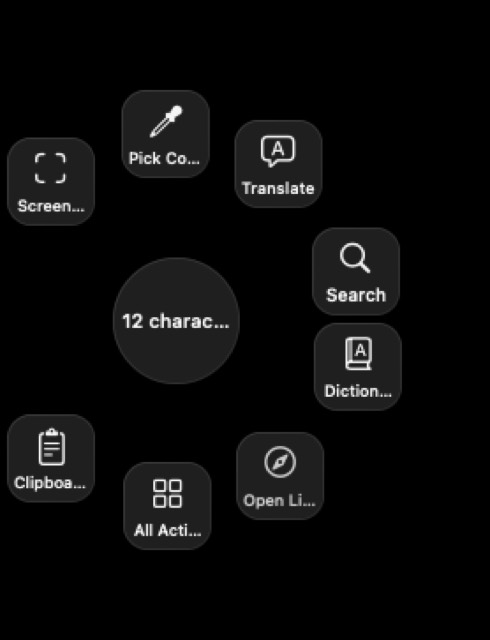 Pick Co...
A
Translate
Screen...
Search
12 charac...
A
Diction...
Clipboa...
Open Li...
All Acti...